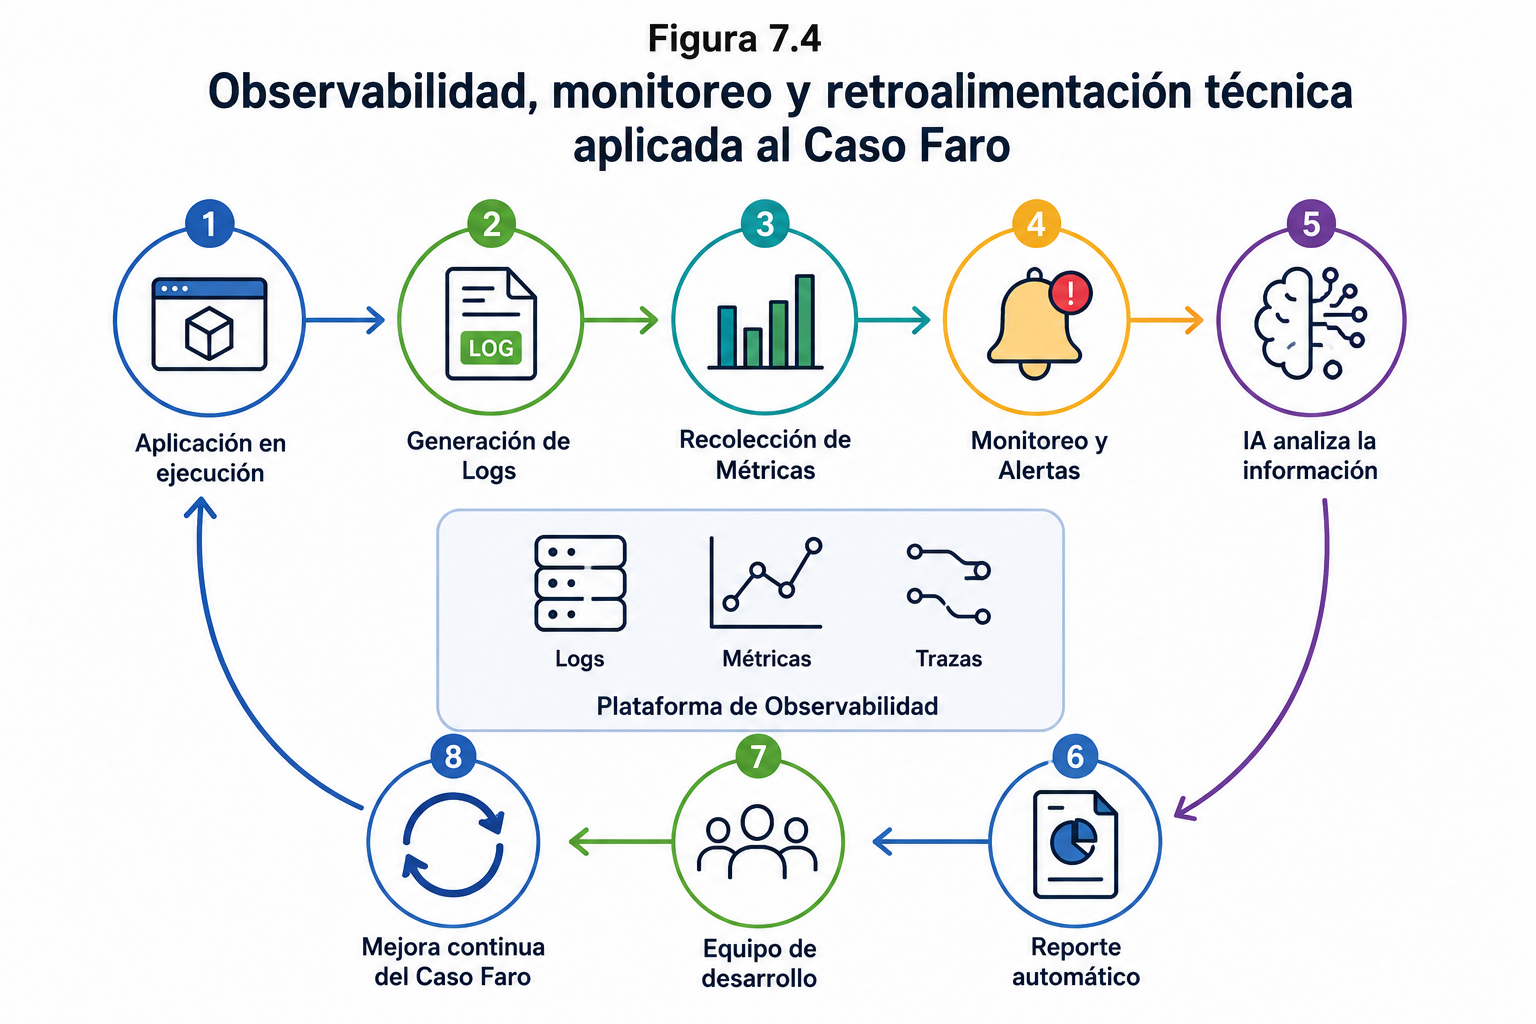 Figura 7.4
Observabilidad, monitoreo y retroalimentación técnica
aplicada al Caso Faro
1
2
3
4
5
LOG
!
Aplicación en
ejecución
Generación de
Logs
Recolección de
Métricas
Monitoreo y
Alertas
IA analiza la
información
Logs
Métricas
Trazas
Plataforma de Observabilidad
8
7
6
Mejora continua
del Caso Faro
Equipo de
desarrollo
Reporte
automático